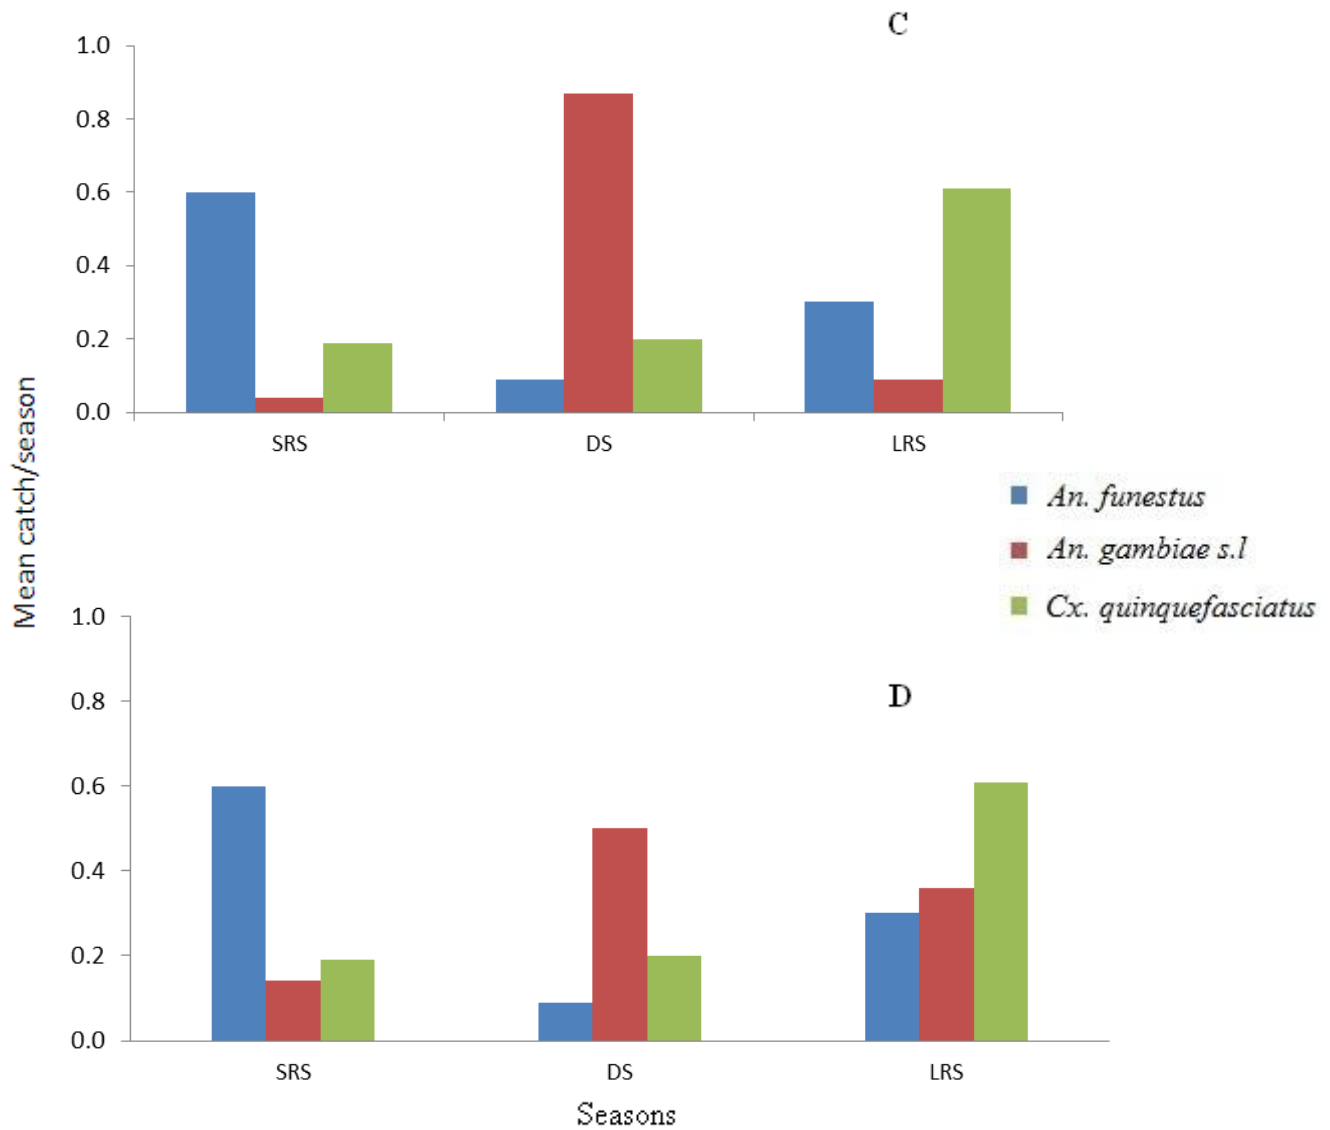 C
1.0
0.8
0.6
0.4
0.2
0.0
SRS DS LRS
Mean catch/season
An. funestus
An. gambiae s.l
Cx. quinquefasciatus
D
1.0
0.8
0.6
0.4
0.2
0.0
SRS DS LRS
Seasons